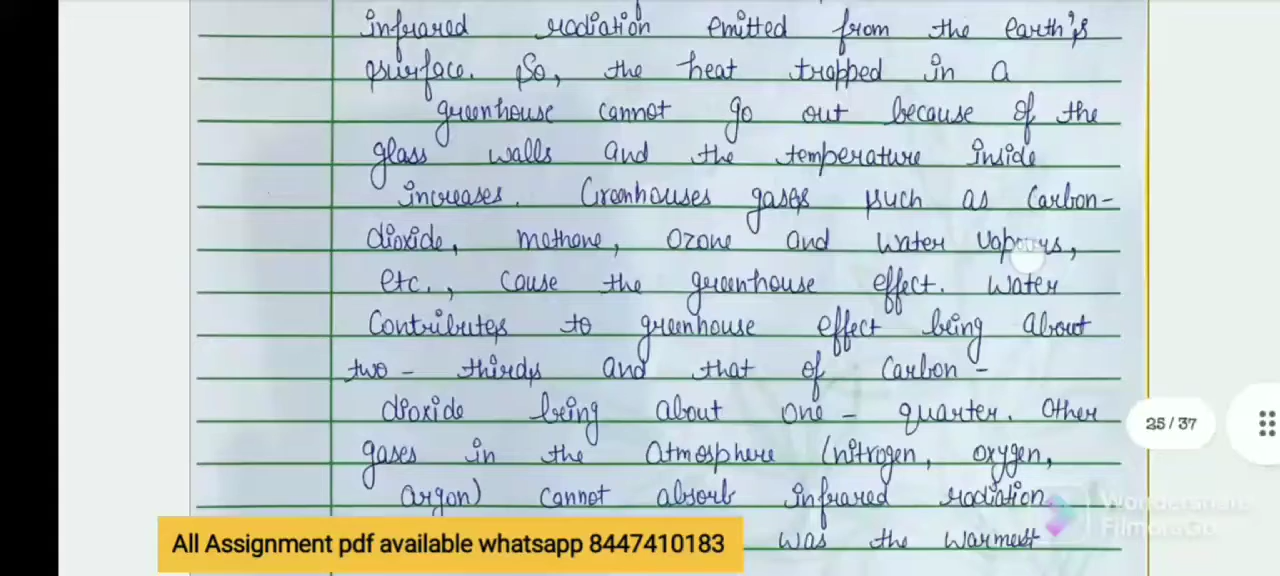 infrared radiation emitted from the earth's
surface. So, the heat trapped in a
greenhouse cannot go out because of the
glass walls and the temperature inside
increases. Greenhouses gases such as Carbon-
dioxide, methane, ozone and water vapours,
etc., cause the greenhouse effect. Water
Contributes to greenhouse effect being about
two - thirds and that of Carbon -
dioxide being about one - quarter. Other
gases in the atmosphere (nitrogen, oxygen,
argon) cannot absorb infrared radiation
was the warmest
25 / 37
Wondershare
FilmoraGo
All Assignment pdf available whatsapp 8447410183